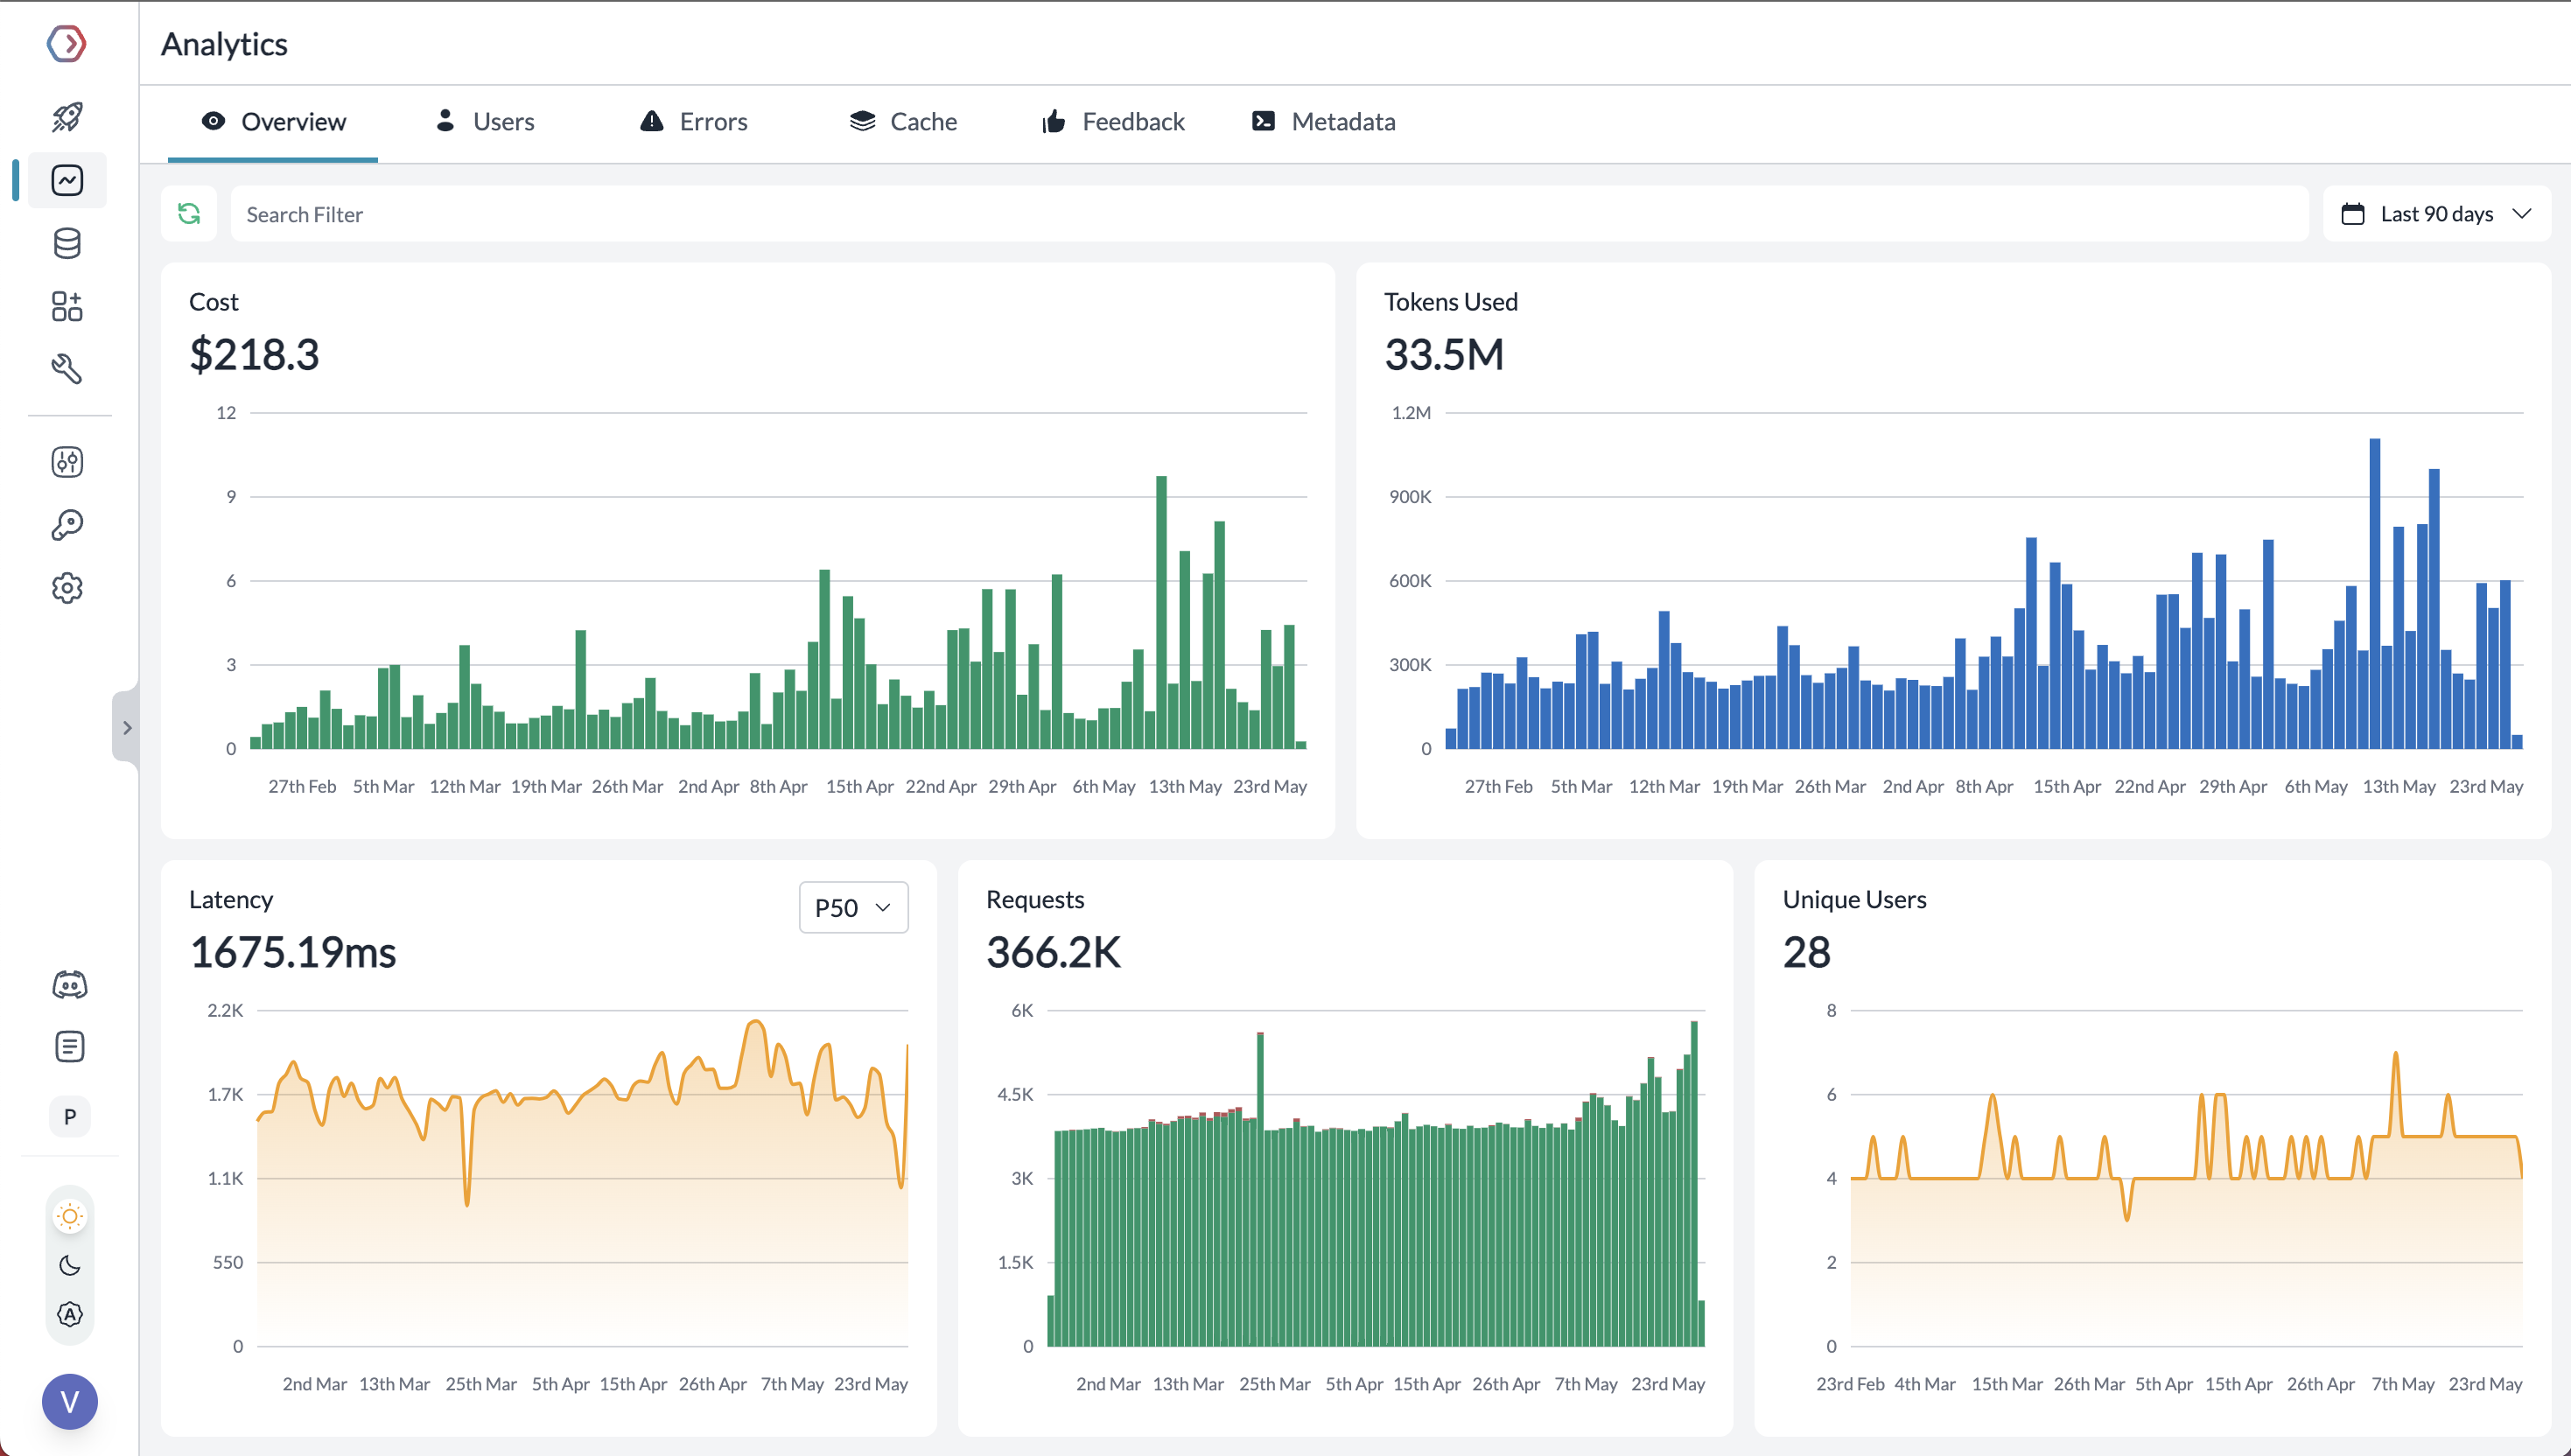 Analytics
Overview
Users
Errors
Cache
Feedback
Metadata
Search Filter
Last 90 days
Cost
$218.3
12
9
6
3
0
27th Feb 5th Mar 12th Mar 19th Mar 26th Mar 2nd Apr 8th Apr 15th Apr 22nd Apr 29th Apr 6th May 13th May 23rd May
Tokens Used
33.5M
1.2M
900K
600K
300K
0
27th Feb 5th Mar 12th Mar 19th Mar 26th Mar 2nd Apr 8th Apr 15th Apr 22nd Apr 29th Apr 6th May 13th May 23rd May
Latency
P50
1675.19ms
2.2K
1.7K
1.1K
550
0
2nd Mar 13th Mar 25th Mar 5th Apr 15th Apr 26th Apr 7th May 23rd May
Requests
366.2K
6K
4.5K
3K
1.5K
0
2nd Mar 13th Mar 25th Mar 5th Apr 15th Apr 26th Apr 7th May 23rd May
Unique Users
28
8
6
4
2
0
23rd Feb 4th Mar 15th Mar 26th Mar 5th Apr 15th Apr 26th Apr 7th May 23rd May
P
A
V